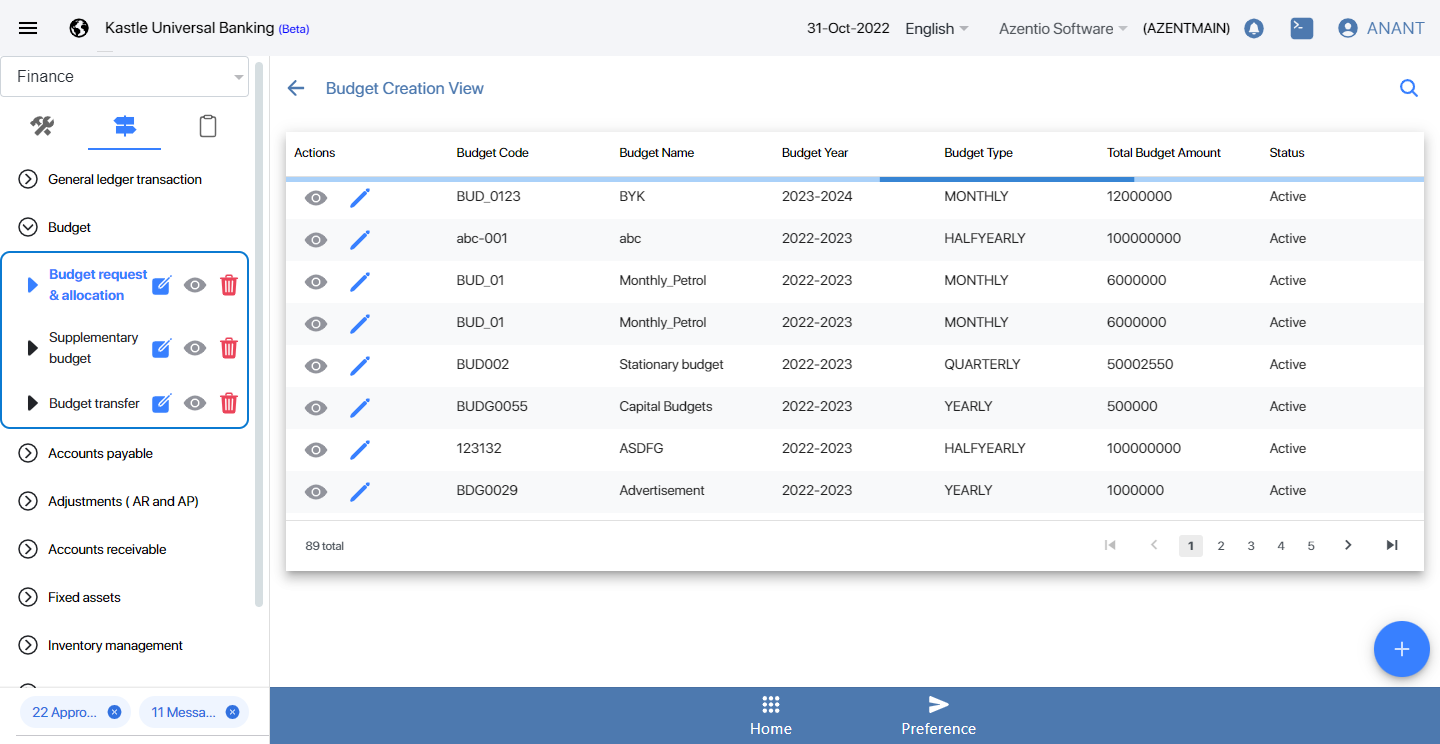 Kastle Universal Banking (Beta)
31-Oct-2022 English Azentio Software (AZENTMAIN) ANANT
Finance
General ledger transaction
Budget
Budget request
& allocation
Supplementary
budget
Budget transfer
Accounts payable
Adjustments ( AR and AP)
Accounts receivable
Fixed assets
Inventory management
22 Appro... 11 Messa...
Budget Creation View
Actions Budget Code Budget Name Budget Year Budget Type Total Budget Amount Status
BUD_0123 BYK 2023-2024 MONTHLY 12000000 Active
abc-001 abc 2022-2023 HALFYEARLY 100000000 Active
BUD_01 Monthly_Petrol 2022-2023 MONTHLY 6000000 Active
BUD_01 Monthly_Petrol 2022-2023 MONTHLY 6000000 Active
BUD002 Stationary budget 2022-2023 QUARTERLY 50002550 Active
BUDG0055 Capital Budgets 2022-2023 YEARLY 500000 Active
123132 ASDFG 2022-2023 HALFYEARLY 100000000 Active
BDG0029 Advertisement 2022-2023 YEARLY 1000000 Active
89 total 1 2 3 4 5
Home Preference